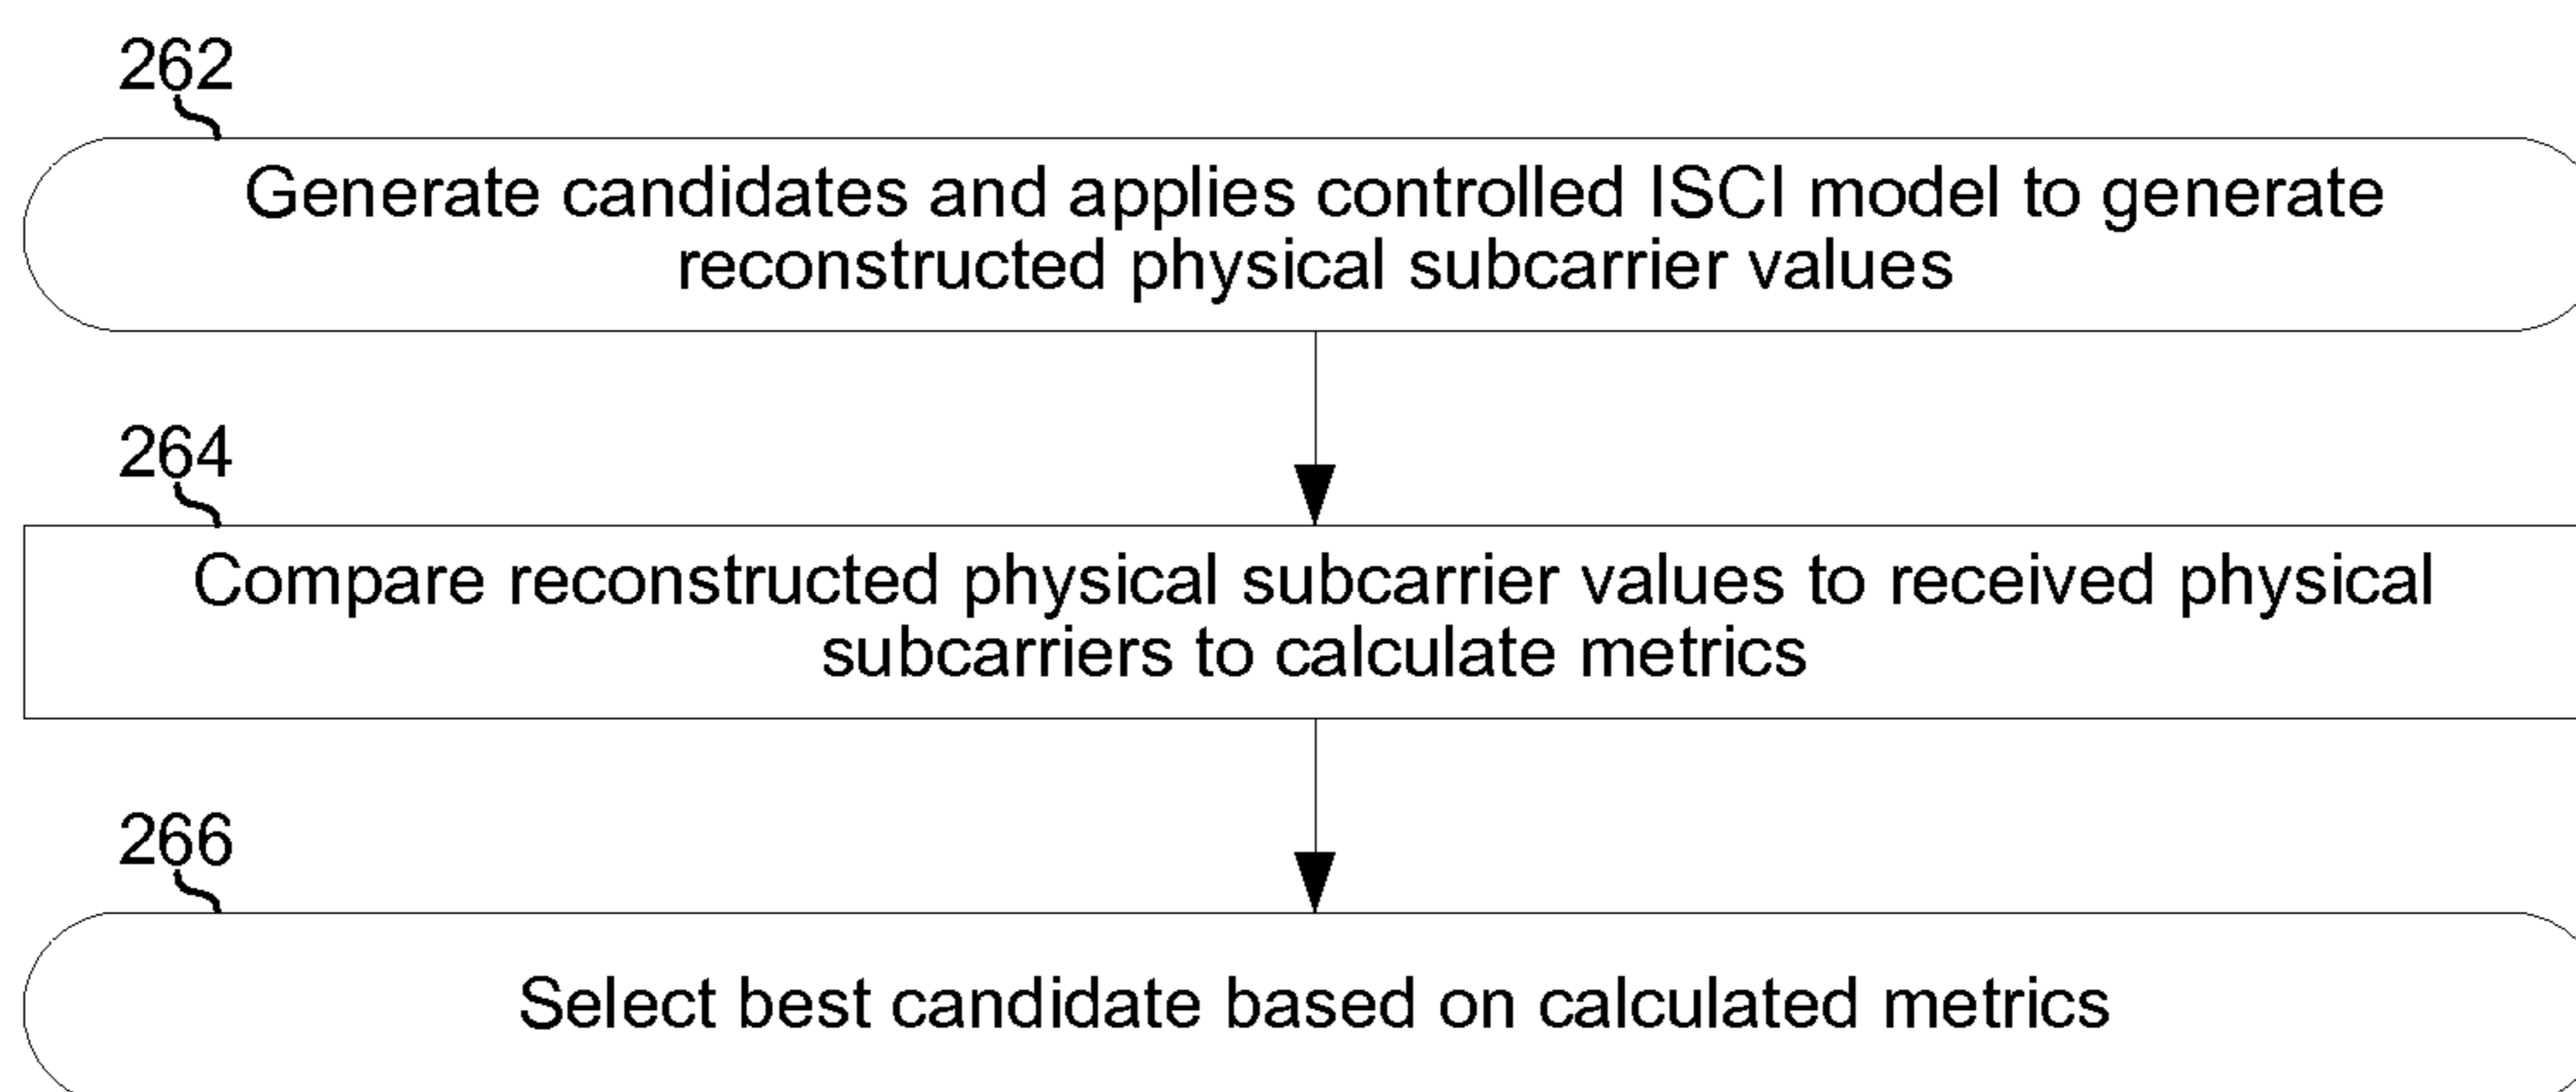 262
Generate candidates and applies controlled ISCI model to generate
reconstructed physical subcarrier values
264
Compare reconstructed physical subcarrier values to received physical
subcarriers to calculate metrics
266
Select best candidate based on calculated metrics